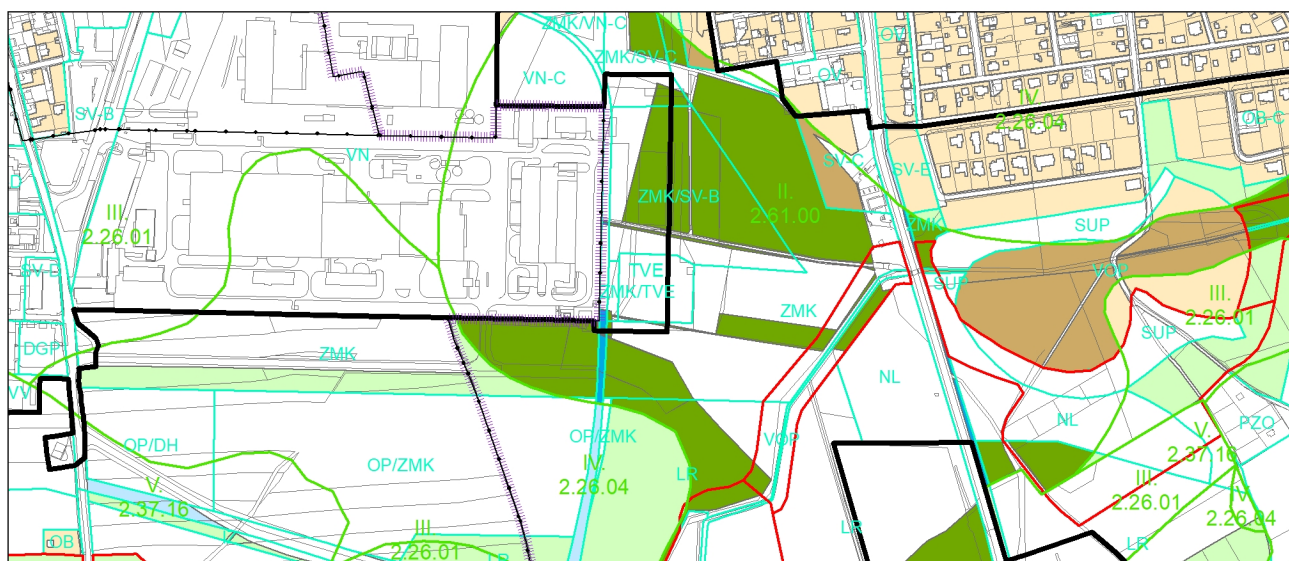 ZMK/VN-C
OV
ZMK/SV-C
OV
VN-C
SV-B
IV.
2.26.04
OB-C
VN
SV-C
SV-E
II.
2.61.00
ZMK/SV-B
III.
2.26.01
ZMK
SUP
SV-B
TVE
ZMK/TVE
SUP
VOP
III.
2.26.01
ZMK
SUP
DGP
ZMK
NL
VV
NL
PZO
OP/DH
OP/ZMK
OP/ZMK
VOP
IV.
2.26.04
LR
V.
2.37.16
V.
2.37.16
III.
2.26.01
IV.
2.26.04
III.
2.26.01
LR
LR
OB
LR